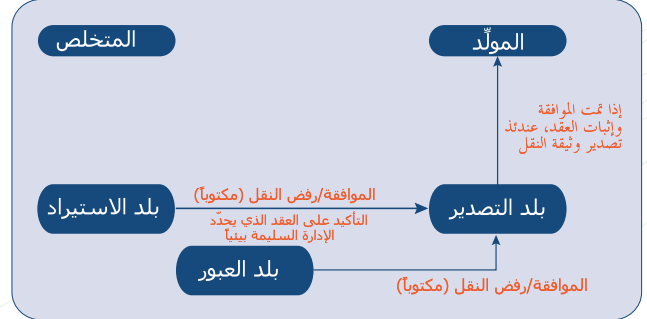 المولِّد
المتخلص
إذا تمت الموافقة
وإثبات العقد، عندئذ
تصدير وثيقة النقل
بلد التصدير
الموافقة/رفض النقل (مكتوباً)
التأكيد على العقد الذي يحدّد
الإدارة السليمة بيئياً
بلد الاستيراد
بلد العبور
الموافقة/رفض النقل (مكتوباً)